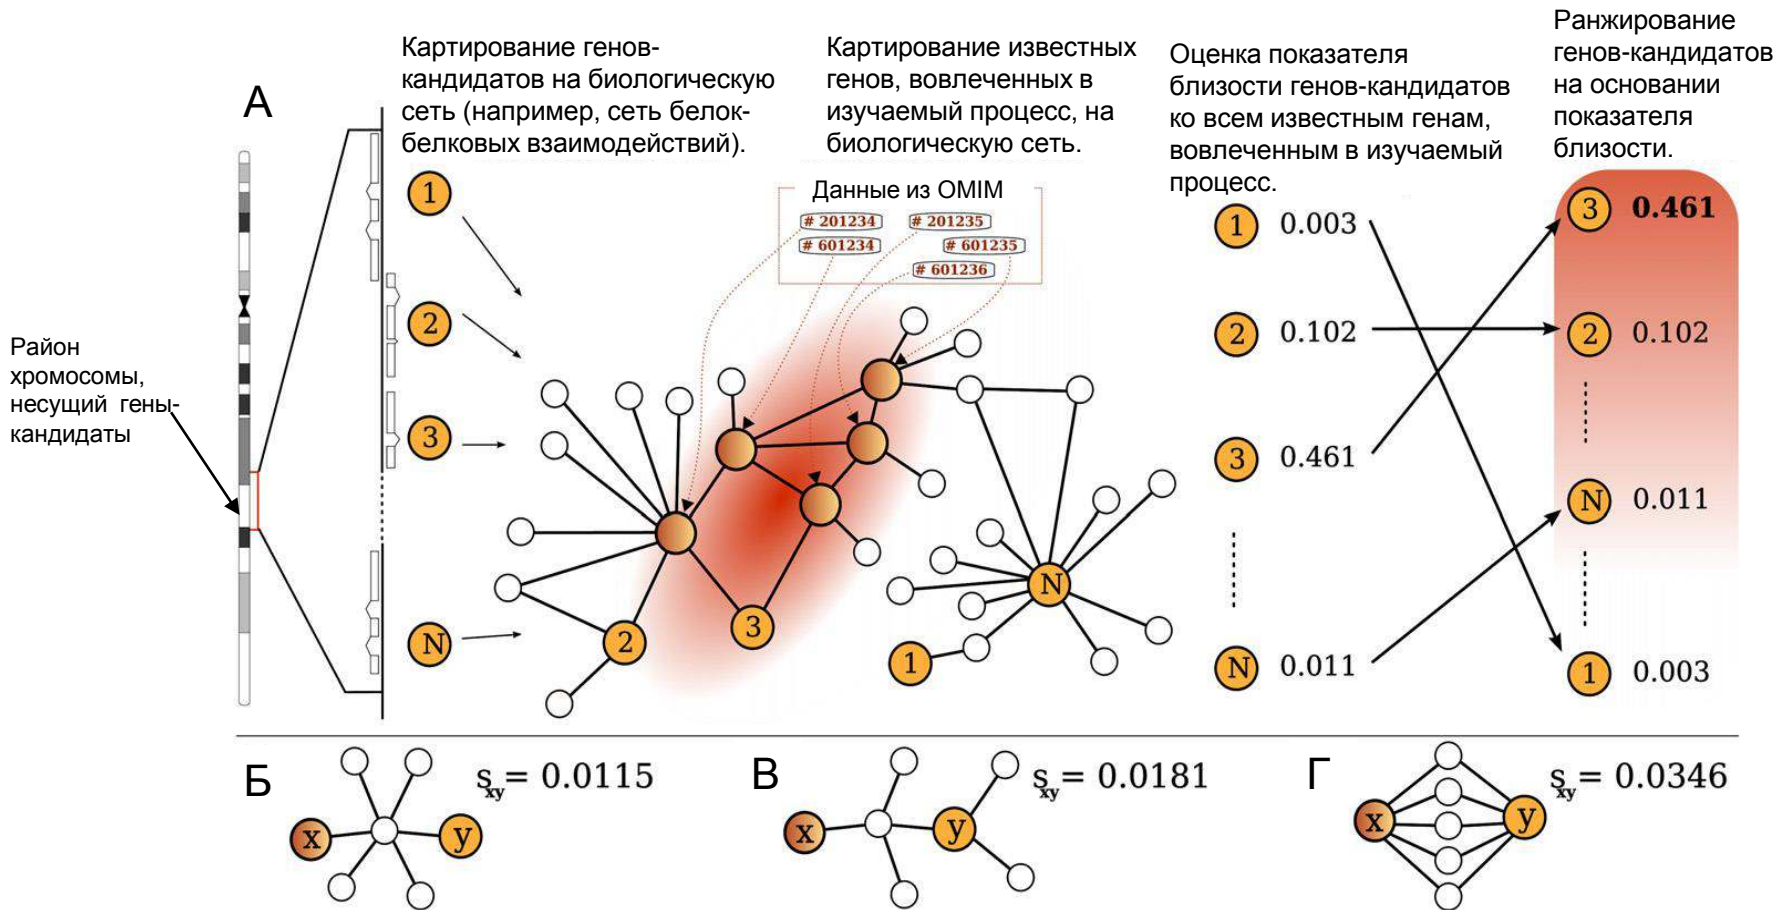 А
Картирование генов-
кандидатов на биологическую
сеть (например, сеть белок-
белковых взаимодействий).
Картирование известных
генов, вовлеченных в
изучаемый процесс, на
биологическую сеть.
Оценка показателя
близости генов-кандидатов
ко всем известным генам,
вовлеченным в изучаемый
процесс.
Ранжирование
генов-кандидатов
на основании
показателя
близости.
Район
хромосомы,
несущий гены-
кандидаты
1
2
3
N
Данные из OMIM
# 201234
# 201235
# 601234
# 601235
# 601236
2
3
1
N
1 0.003
2 0.102
3 0.461
N 0.011
3 0.461
2 0.102
N 0.011
1 0.003
Б
x
y
sxy = 0.0115
В
x
y
sxy = 0.0181
Г
x
y
sxy = 0.0346